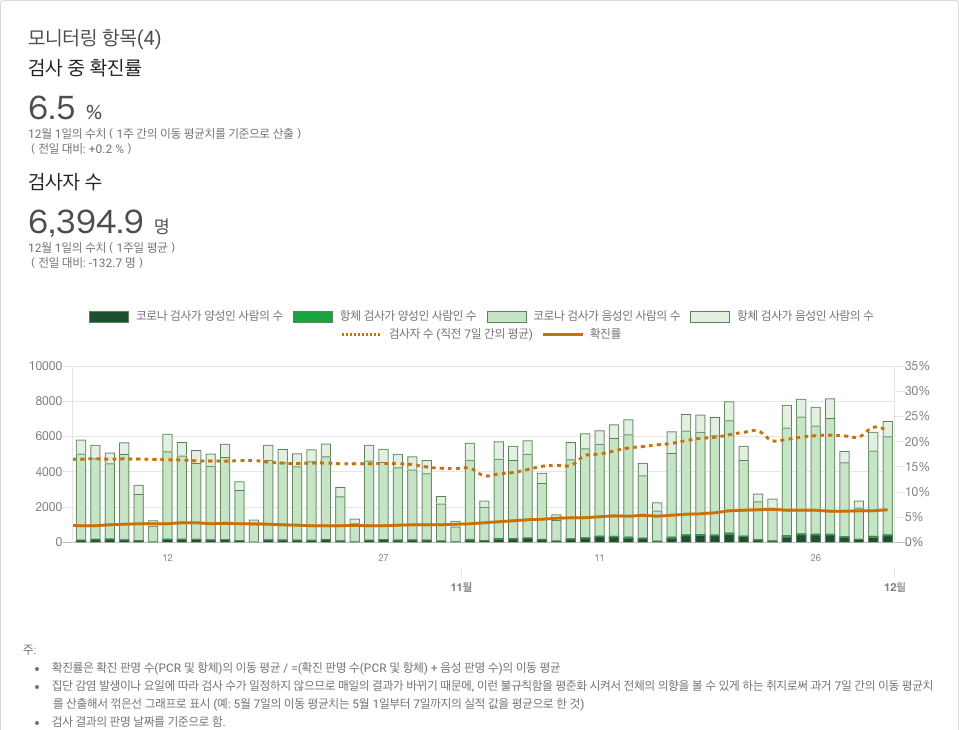 모니터링 항목(4)
검사 중 확진률
6.5 %
12월 1일의 수치 ( 1주 간의 이동 평균치를 기준으로 산출 )
( 전일 대비: +0.2 % )
검사자 수
6,394.9 명
12월 1일의 수치 ( 1주일 평균 )
( 전일 대비: -132.7 명 )
코로나 검사가 양성인 사람의 수 항체 검사가 양성인 사람인 수 코로나 검사가 음성인 사람의 수 항체 검사가 음성인 사람의 수
검사자 수 (직전 7일 간의 평균) 확진률
10000 35%
30%
8000
25%
6000 20%
4000 15%
10%
2000
5%
0 0%
12 27 11 26
11월 12월
주:
• 확진률은 확진 판명 수(PCR 및 항체)의 이동 평균 / =(확진 판명 수(PCR 및 항체) + 음성 판명 수)의 이동 평균
• 집단 감염 발생이나 요일에 따라 검사 수가 일정하지 않으므로 매일의 결과가 바뀌기 때문에, 이런 불규칙함을 평준화 시켜서 전체의 의향을 볼 수 있게 하는 취지로써 과거 7일 간의 이동 평균치
를 산출해서 꺾은선 그래프로 표시 (예: 5월 7일의 이동 평균치는 5월 1일부터 7일까지의 실적 값을 평균으로 한 것)
• 검사 결과의 판명 날짜를 기준으로 함.